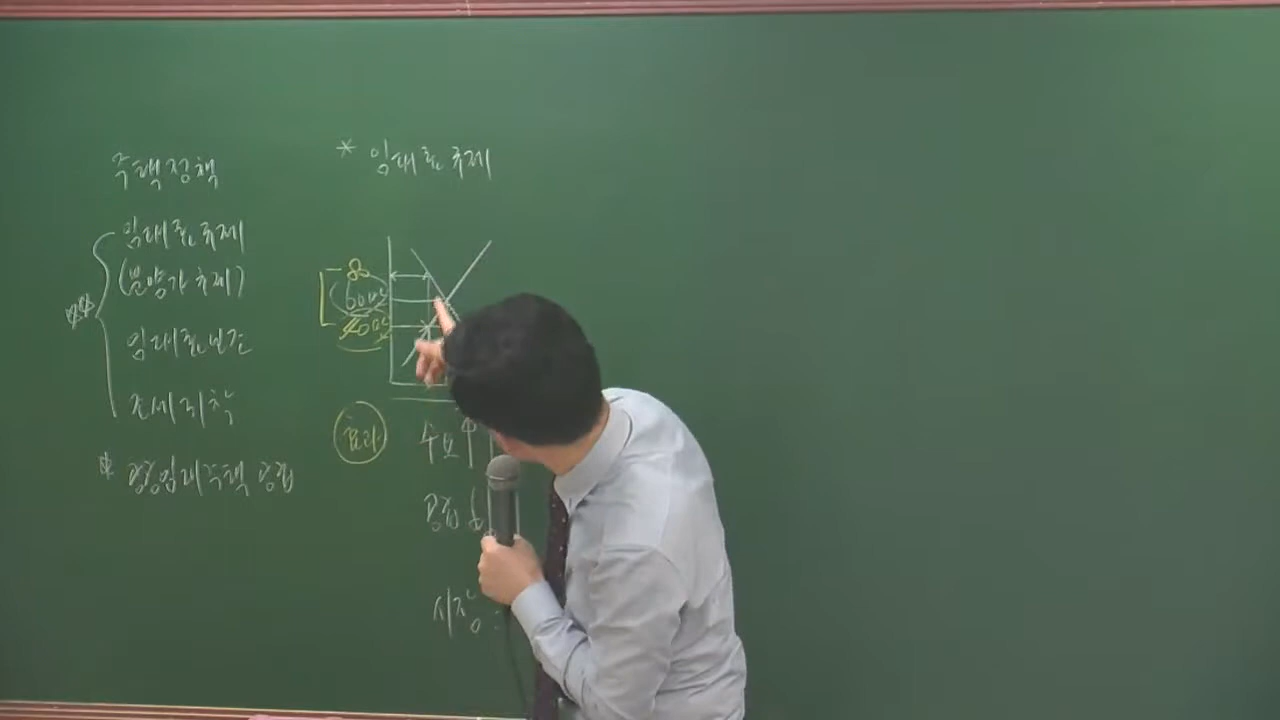 주택정책
임대료규제
(분양가규제)
임대료보조
조세귀착
* 공공임대주택 공급
* 임대료규제
80
효과
수요↑
공급↓
시장: